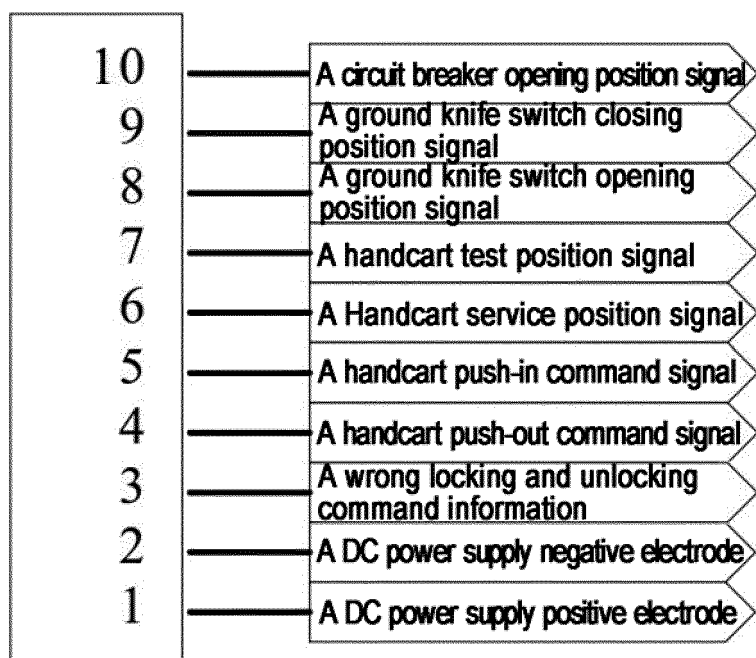 10 A circuit breaker opening position signal
9 A ground knife switch closing
position signal
8 A ground knife switch opening
position signal
7 A handcart test position signal
6 A Handcart service position signal
5 A handcart push-in command signal
4 A handcart push-out command signal
3 A wrong locking and unlocking
command information
2 A DC power supply negative electrode
1 A DC power supply positive electrode